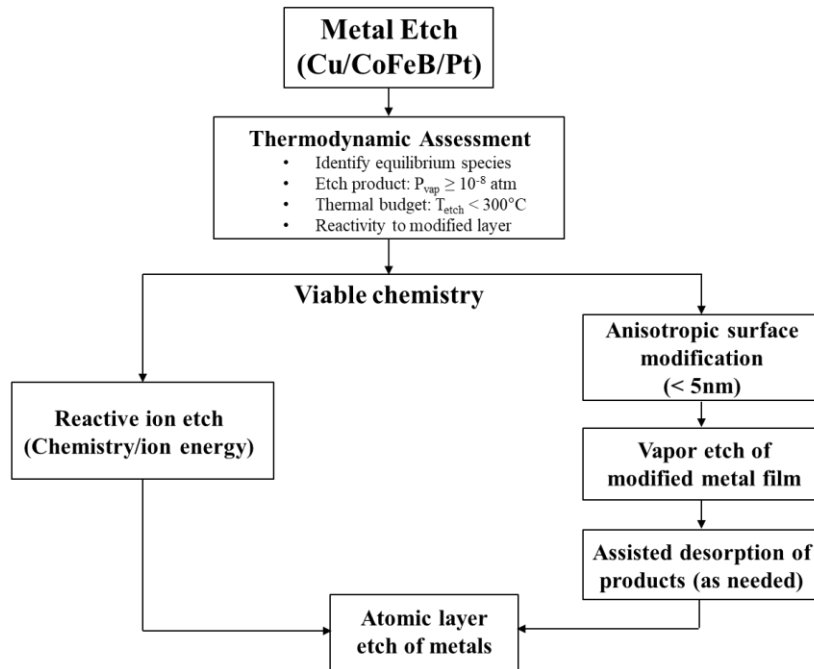 Metal Etch
(Cu/CoFeB/Pt)
Thermodynamic Assessment
• Identify equilibrium species
• Etch product: Pvap ≥ 10-8 atm
• Thermal budget: Tetch < 300°C
• Reactivity to modified layer
Viable chemistry
Reactive ion etch
(Chemistry/ion energy)
Anisotropic surface
modification
(< 5nm)
Vapor etch of
modified metal film
Assisted desorption of
products (as needed)
Atomic layer
etch of metals